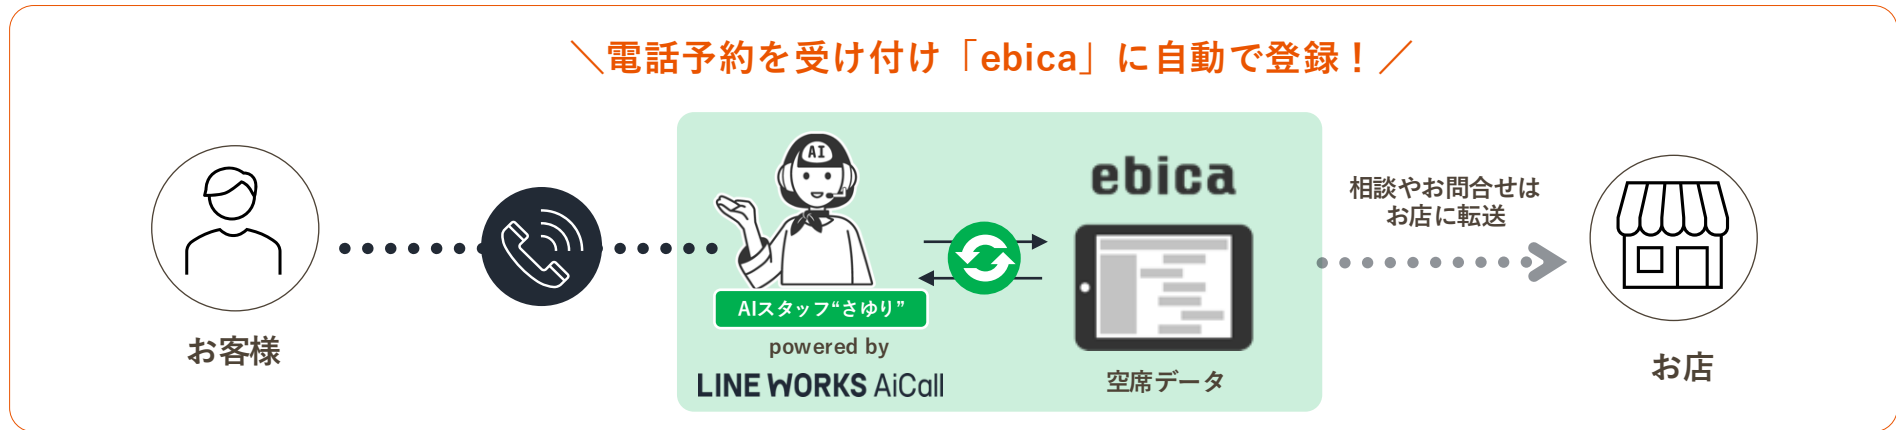 ＼電話予約を受け付け「ebica」に自動で登録！／
AI
ebica
相談やお問合せは
お店に転送
AIスタッフ“さゆり”
powered by
LINE WORKS AiCall
空席データ
お客様
お店